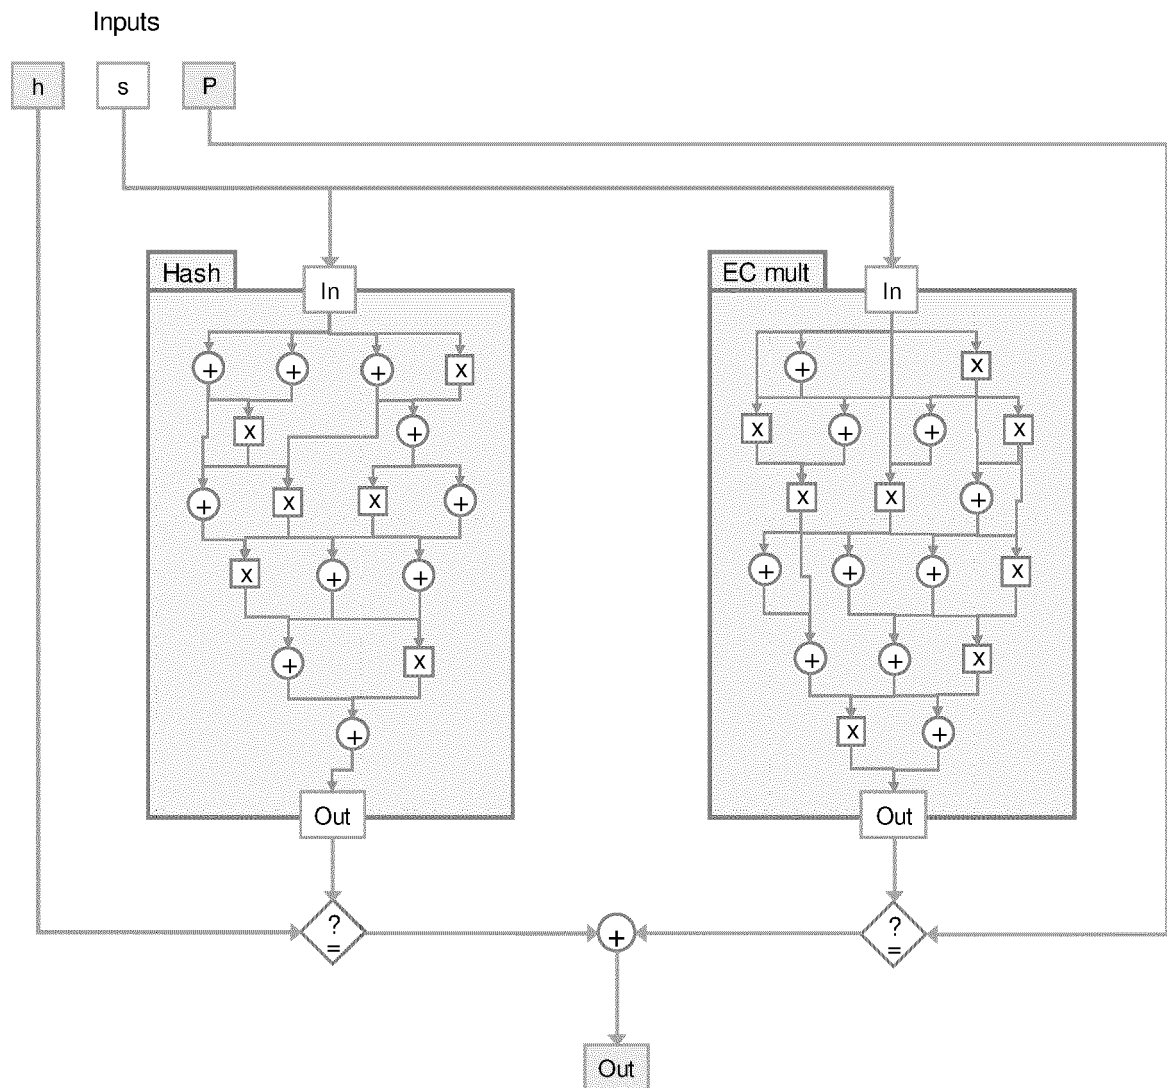 Inputs
h s P
Hash EC mult
In In
+ + + x + x
x + x + + x
+ x x + x x +
x + + + + + x
+ x + + x
+ x +
Out Out
? ?
= + =
Out